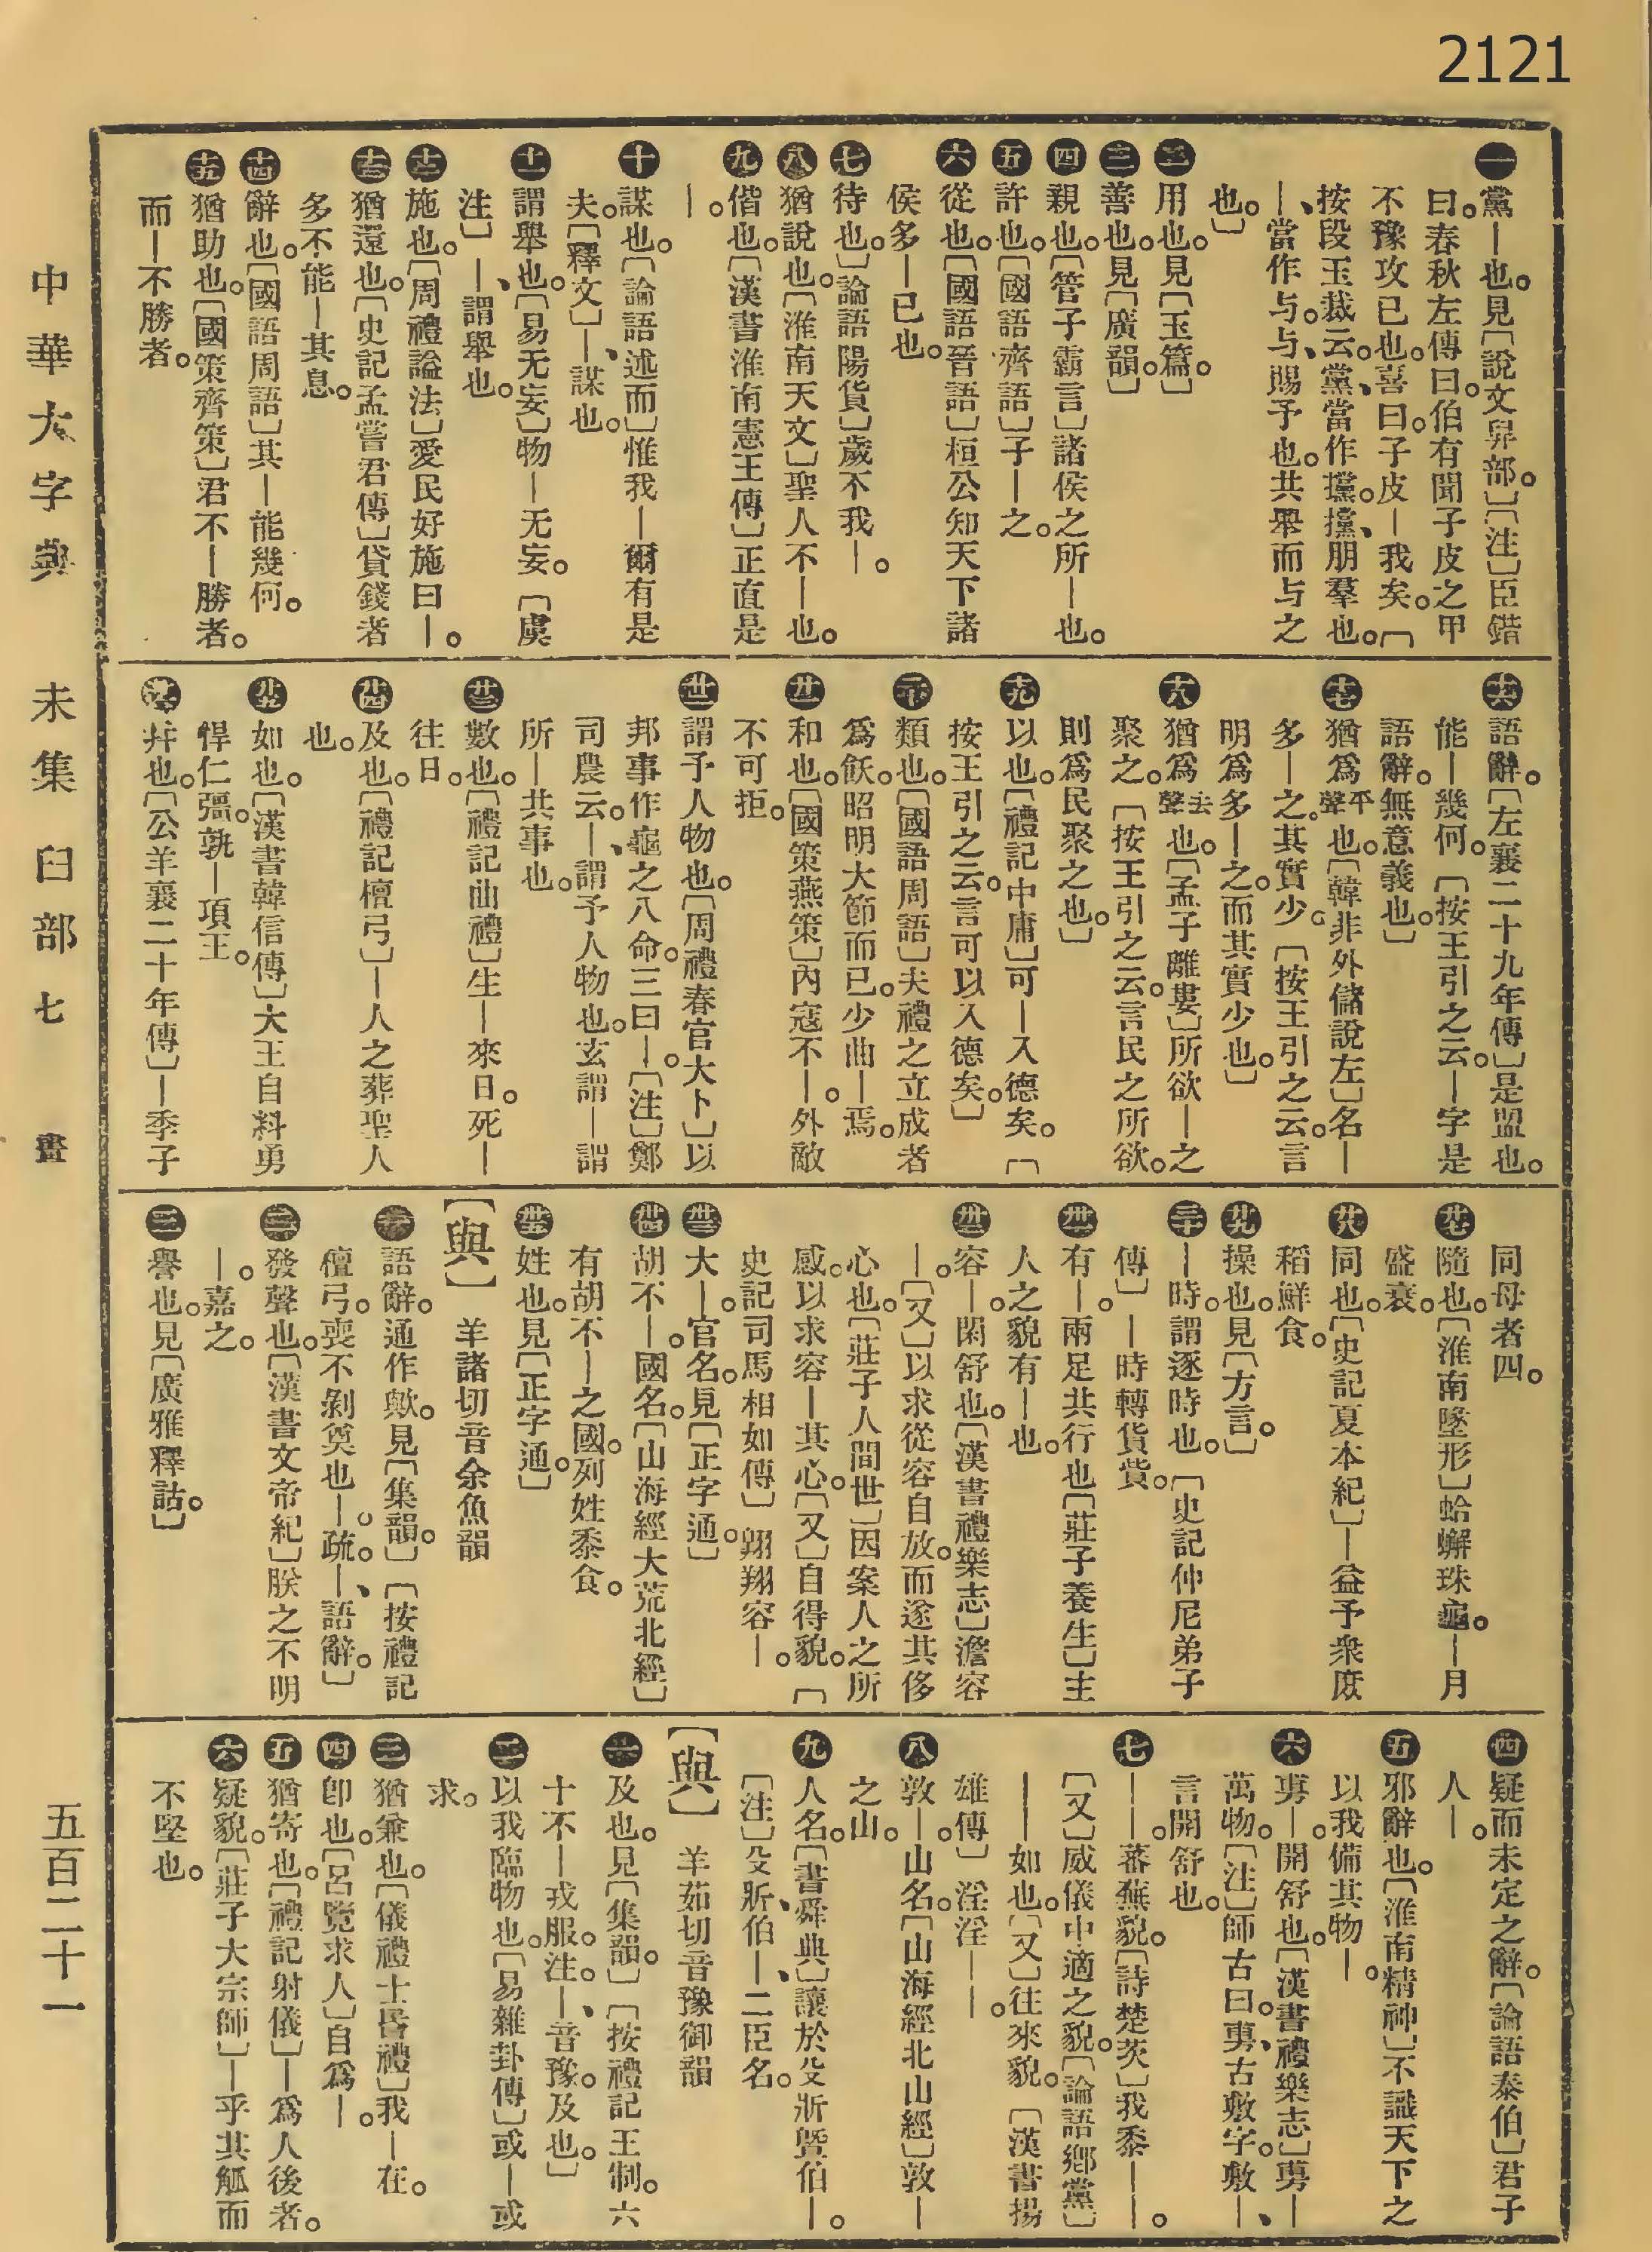 2121
㊀黨｜也。見〔說文舁部。〕〔注〕臣鍇
曰。春秋左傳曰。伯有聞子皮之甲
不豫攻已也。喜曰。子皮｜我矣。〔
按段玉裁云。黨、當作攩。攩、朋羣也。
｜、當作与。与、賜予也。共舉而与之
也。〕
㊁用也。見〔玉篇。〕
㊂善也。見〔廣韻。〕
㊃親也。〔管子霸言〕諸侯之所｜也。
㊄許也。〔國語齊語〕子｜之。
㊅從也。〔國語晉語〕桓公知天下諸
侯多｜已也。
㊆待也。〔論語陽貨〕歲不我｜。
㊇猶說也。〔淮南天文〕聖人不｜也。
㊈偕也。〔漢書淮南憲王傳〕正直是
｜。
㊉謀也。〔論語述而〕惟我｜爾有是
夫。〔釋文〕｜、謀也。
十一 謂舉也。〔易无妄〕物｜无妄。〔虞
注〕｜、謂舉也。
十二 施也。〔周禮謚法〕愛民好施曰｜。
十三 猶還也。〔史記孟嘗君傳〕貸錢者
多不能｜其息。
十四 辭也。〔國語周語〕其｜能幾何。
十五 猶助也。〔國策齊策〕君不｜勝者。
而｜不勝者。
十六 語辭。〔左襄二十九年傳〕是盟也。
能｜幾何。〔按王引之云。｜字是
語辭。無意義也。〕
十七 猶爲平聲也。〔韓非外儲說左〕名｜
多｜之。其實少。〔按王引之云。言
明爲多｜之。而其實少也。〕
十八 猶爲去聲也。〔孟子離婁〕所欲｜之
聚之。〔按王引之云。言民之所欲。
則爲民聚之也。〕
十九 以也。〔禮記中庸〕可｜入德矣。〔
按王引之云。言可以入德矣。〕
二十 類也。〔國語周語〕夫禮之立成者
爲飫。昭明大節而已。少曲｜焉。
廿一 和也。〔國策燕策〕內寇不｜。外敵
不可拒。
廿二 謂予人物也。〔周禮春官大卜〕以
邦事作龜之八命。三曰｜。〔注〕鄭
司農云。｜、謂予人物也。玄謂｜謂
所｜共事也。
廿三 數也。〔禮記曲禮〕生｜來日。死｜
往日。
廿四 及也。〔禮記檀弓〕｜人之葬聖人
也。
廿五 如也。〔漢書韓信傳〕大王自料勇
悍仁彊。孰｜項王。
廿六 幷也。〔公羊襄二十年傳〕｜季子
同母者四。
廿七 隨也。〔淮南墜形〕蛤蠏珠龜。｜月
盛衰。
廿八 同也。〔史記夏本紀〕｜益予衆庶
稻鮮食。
廿九 操也。見〔方言。〕
三十 ｜時。謂逐時也。〔史記仲尼弟子
傳〕｜時轉貨貲。
卅一 有｜。兩足共行也。〔莊子養生〕主
人之貌有｜也。
卅二 容｜。閑舒也。〔漢書禮樂志〕澹容
｜。〔又〕以求從容自放。而遂其侈
心也。〔莊子人間世〕因案人之所
感。以求容｜其心。〔又〕自得貌。〔
史記司馬相如傳〕翱翔容｜。
卅三 大｜。官名。見〔正字通。〕
卅四 胡不｜。國名。〔山海經大荒北經〕
有胡不｜之國。列姓黍食。
卅五 姓也。見〔正字通。〕
【與】羊諸切音余魚韻
㊀語辭。通作歟。見〔集韻。〕〔按禮記
檀弓。喪不剝奠也｜。疏。｜、語辭。〕
㊁發聲也。〔漢書文帝紀〕朕之不明
｜。嘉之。
㊂譽也。見〔廣雅釋詁。〕
㊃疑而未定之辭。〔論語泰伯〕君子
人｜。
㊄邪辭也。〔淮南精神〕不識天下之
以我備其物｜。
㊅旉｜。開舒也。〔漢書禮樂志〕旉｜
萬物。〔注〕師古曰。旉、古敷字。敷｜、
言開舒也。
㊆｜｜。蕃蕪貌。〔詩楚茨〕我黍｜｜。
〔又〕威儀中適之貌。〔論語鄉黨〕
｜｜如也。〔又〕往來貌。〔漢書揚
雄傳〕淫淫｜｜。
㊇敦｜。山名。〔山海經北山經〕敦｜
之山。
㊈人名。〔書舜典〕讓於殳斨曁伯｜。
〔注〕殳斨、伯｜、二臣名。
【與】羊茹切音豫御韻
㊀及也。見〔集韻。〕〔按禮記王制。六
十不｜戎服。注。｜、音豫。及也。〕
㊁以我臨物也。〔易雜卦傳〕或｜或
求。
㊂猶兼也。〔儀禮士昏禮〕我｜在。
㊃卽也。〔呂覽求人〕自爲｜。
㊄猶寄也。〔禮記射儀〕｜爲人後者。
㊅疑貌。〔莊子大宗師〕｜乎其觚而
不堅也。
中華大字典 未集 臼部 七畫 五百二十一